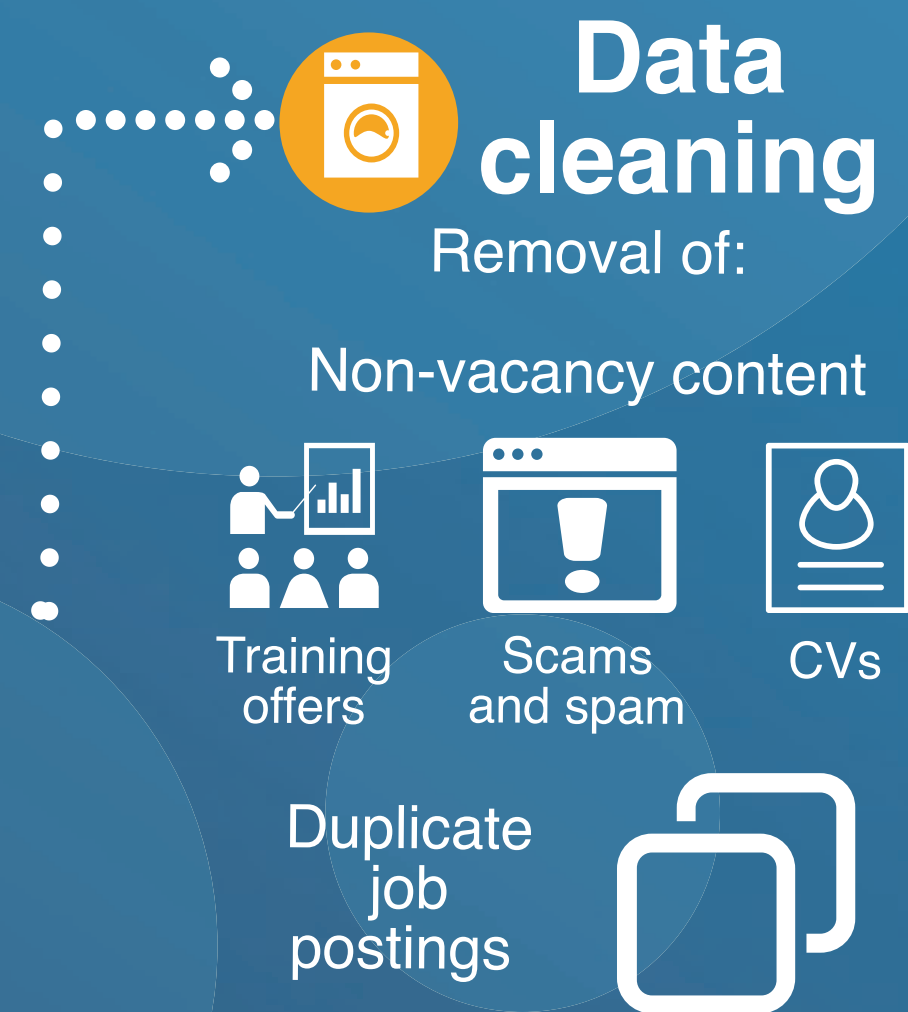 Data
cleaning
Removal of:
Non-vacancy content
Training
offers
Scams
and spam
CVs
Duplicate
job
postings